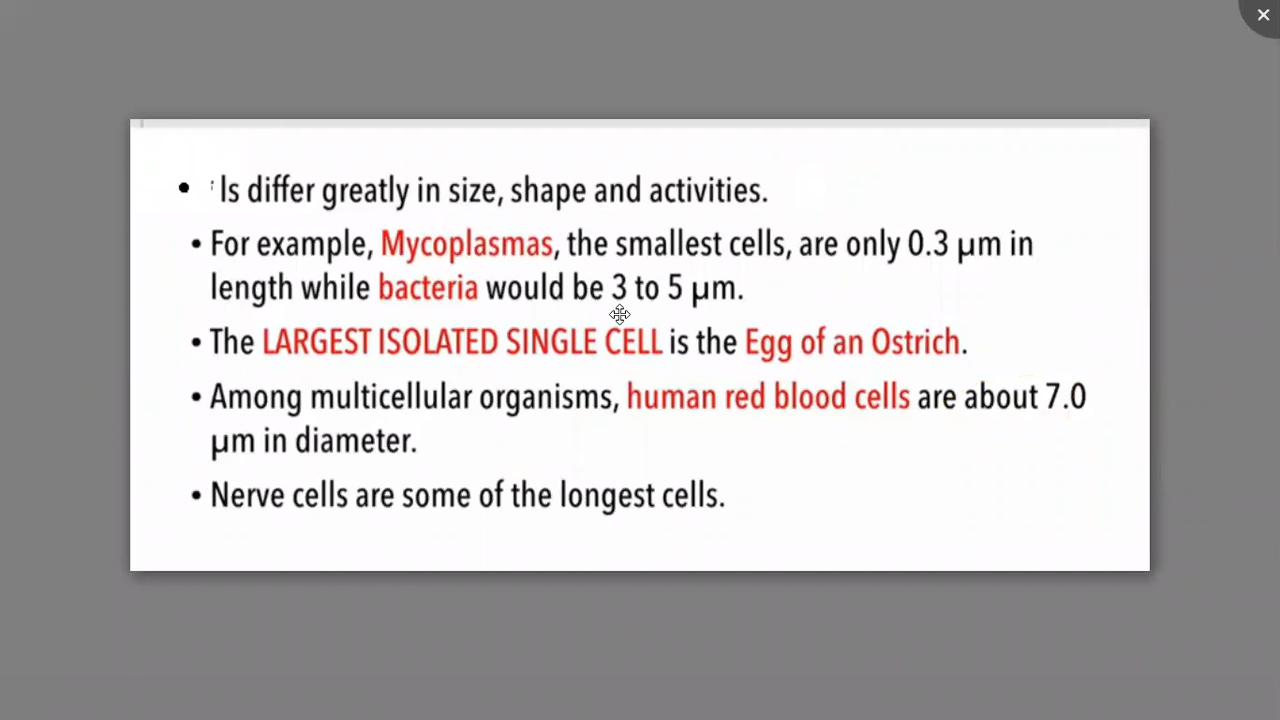 • ls differ greatly in size, shape and activities.
• For example, Mycoplasmas, the smallest cells, are only 0.3 µm in
length while bacteria would be 3 to 5 µm.
• The LARGEST ISOLATED SINGLE CELL is the Egg of an Ostrich.
• Among multicellular organisms, human red blood cells are about 7.0
µm in diameter.
• Nerve cells are some of the longest cells.